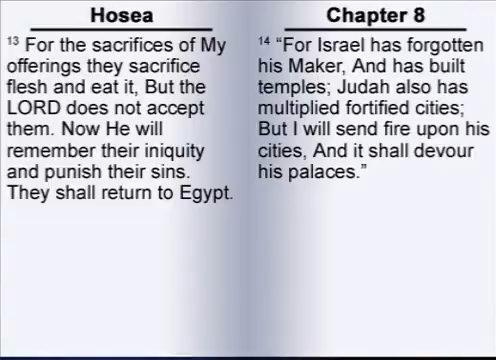 Hosea
13 For the sacrifices of My
offerings they sacrifice
flesh and eat it, But the
LORD does not accept
them. Now He will
remember their iniquity
and punish their sins.
They shall return to Egypt.
Chapter 8
14 “For Israel has forgotten
his Maker, And has built
temples; Judah also has
multiplied fortified cities;
But I will send fire upon his
cities, And it shall devour
his palaces.”